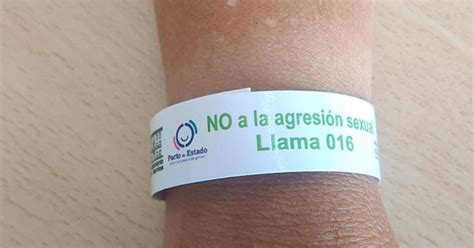 NO a la agresión sexual
Llama 016
Pacto de Estado